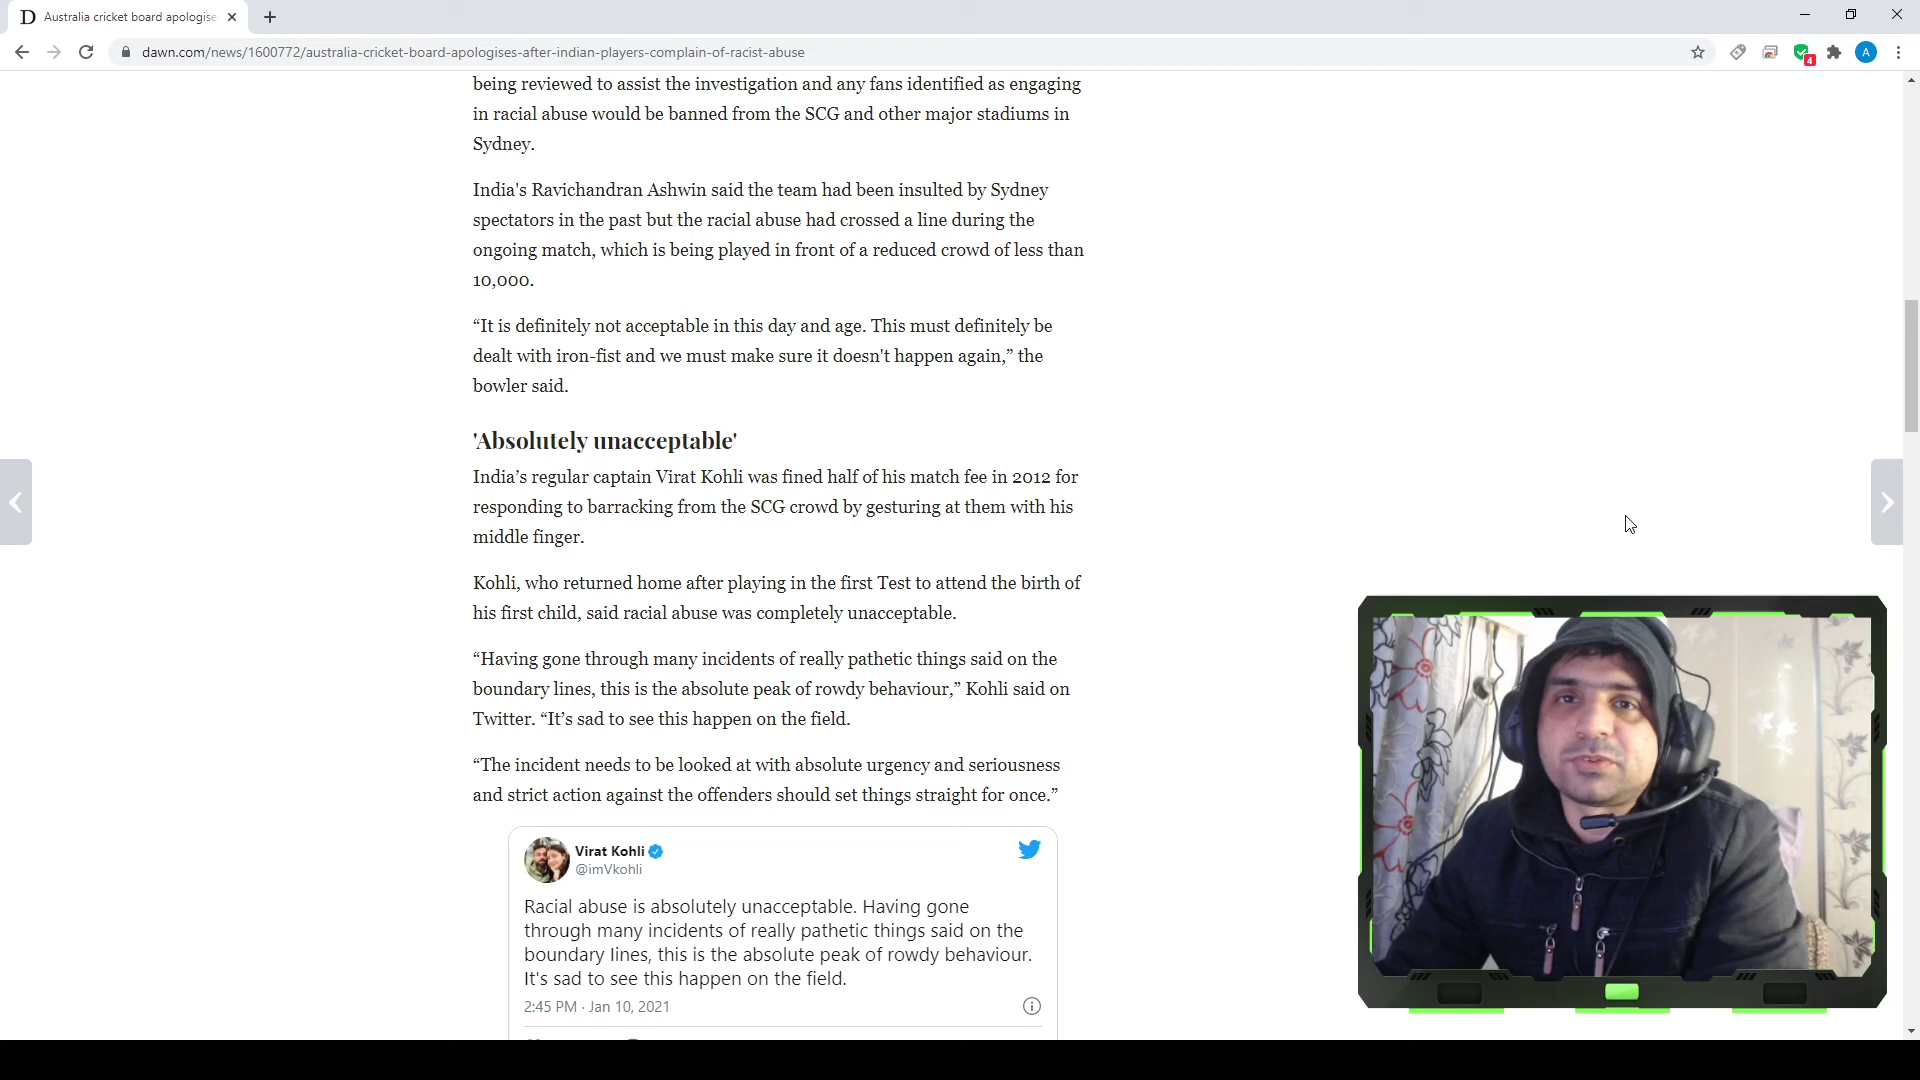 D Australia cricket board apologise
dawn.com/news/1600772/australia-cricket-board-apologises-after-indian-players-complain-of-racist-abuse
4
A
being reviewed to assist the investigation and any fans identified as engaging
in racial abuse would be banned from the SCG and other major stadiums in
Sydney.
India's Ravichandran Ashwin said the team had been insulted by Sydney
spectators in the past but the racial abuse had crossed a line during the
ongoing match, which is being played in front of a reduced crowd of less than
10,000.
“It is definitely not acceptable in this day and age. This must definitely be
dealt with iron-fist and we must make sure it doesn't happen again,” the
bowler said.
'Absolutely unacceptable'
India’s regular captain Virat Kohli was fined half of his match fee in 2012 for
responding to barracking from the SCG crowd by gesturing at them with his
middle finger.
Kohli, who returned home after playing in the first Test to attend the birth of
his first child, said racial abuse was completely unacceptable.
“Having gone through many incidents of really pathetic things said on the
boundary lines, this is the absolute peak of rowdy behaviour,” Kohli said on
Twitter. “It’s sad to see this happen on the field.
“The incident needs to be looked at with absolute urgency and seriousness
and strict action against the offenders should set things straight for once.”
Virat Kohli
@imVkohli
Racial abuse is absolutely unacceptable. Having gone
through many incidents of really pathetic things said on the
boundary lines, this is the absolute peak of rowdy behaviour.
It's sad to see this happen on the field.
2:45 PM · Jan 10, 2021